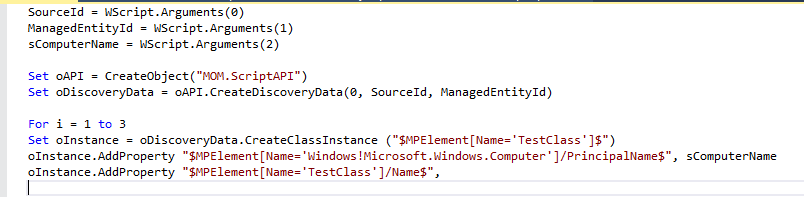 SourceId = WScript.Arguments(0)
ManagedEntityId = WScript.Arguments(1)
sComputerName = WScript.Arguments(2)
Set oAPI = CreateObject("MOM.ScriptAPI")
Set oDiscoveryData = oAPI.CreateDiscoveryData(0, SourceId, ManagedEntityId)
For i = 1 to 3
Set oInstance = oDiscoveryData.CreateClassInstance ("$MPElement[Name='TestClass']$")
oInstance.AddProperty "$MPElement[Name='Windows!Microsoft.Windows.Computer']/PrincipalName$", sComputerName
oInstance.AddProperty "$MPElement[Name='TestClass']/Name$",